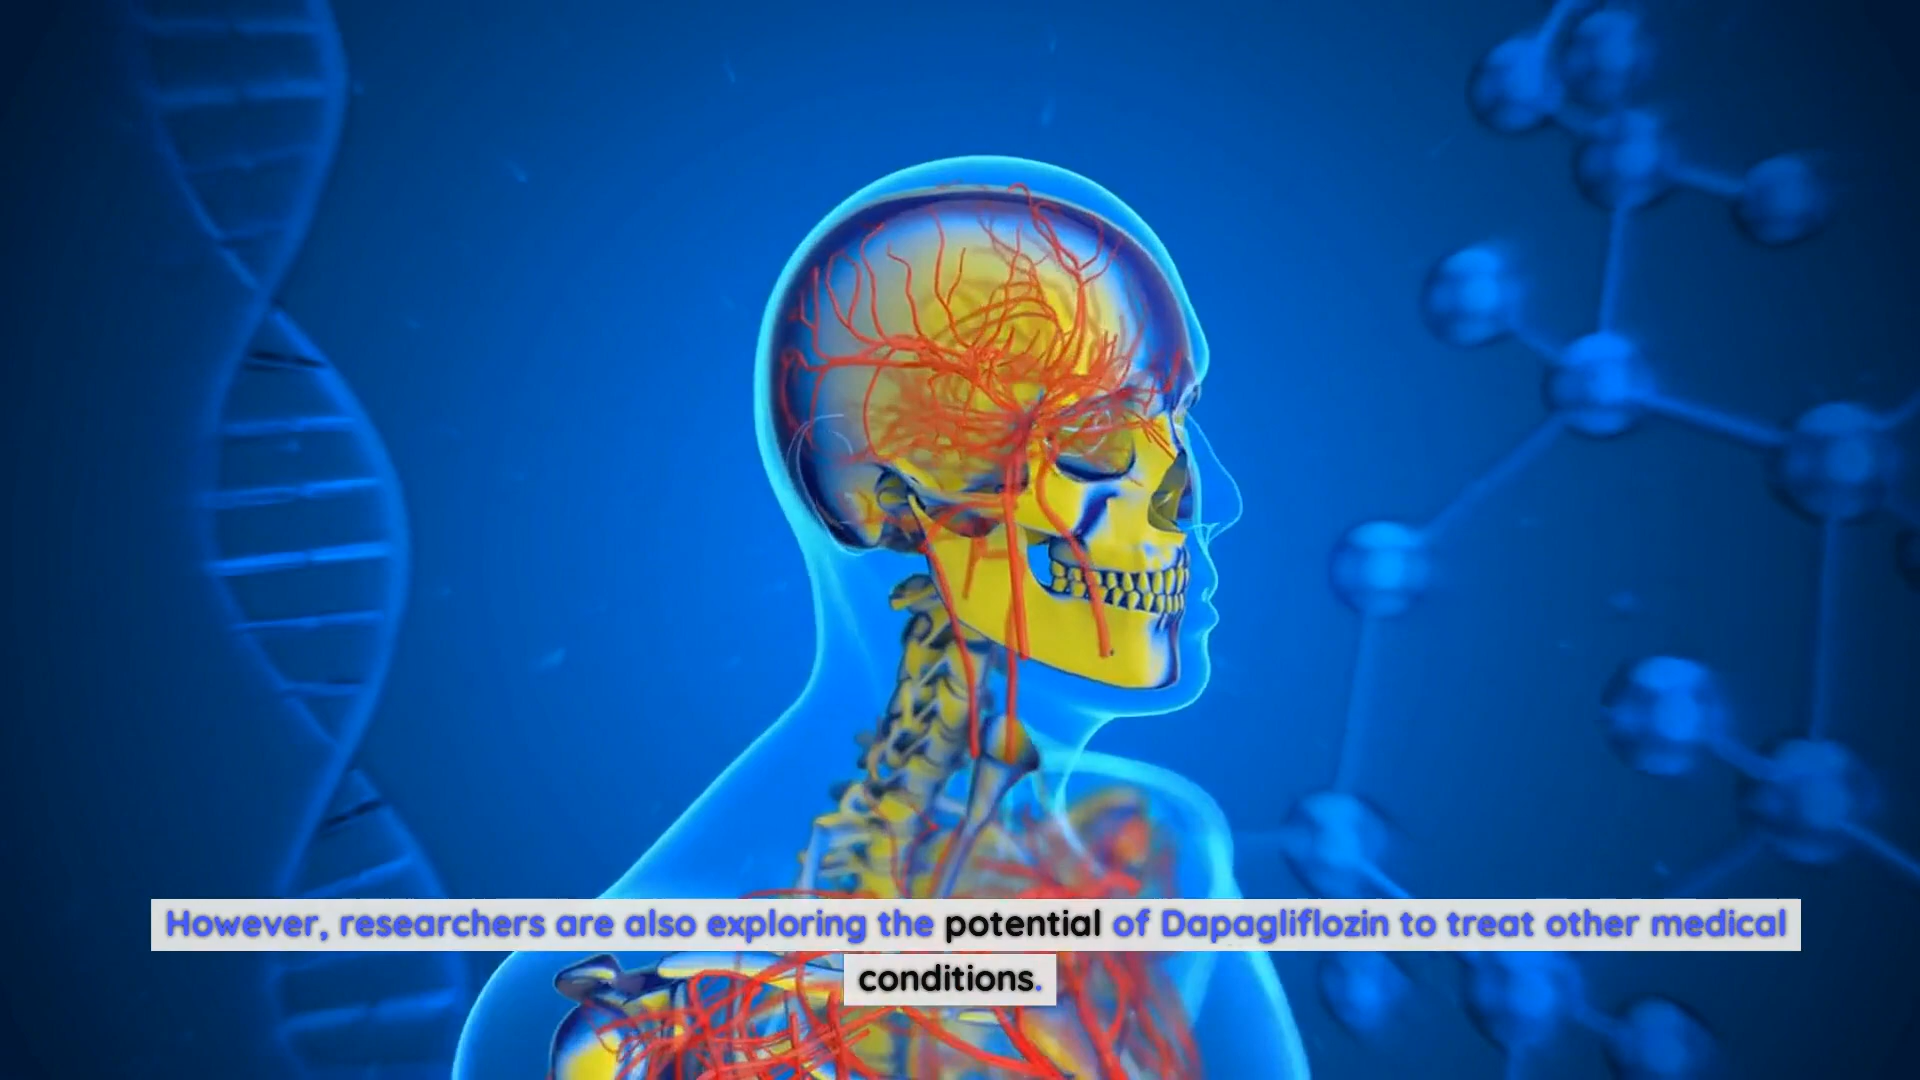 However, researchers are also exploring the potential of Dapagliflozin to treat other medical
conditions.